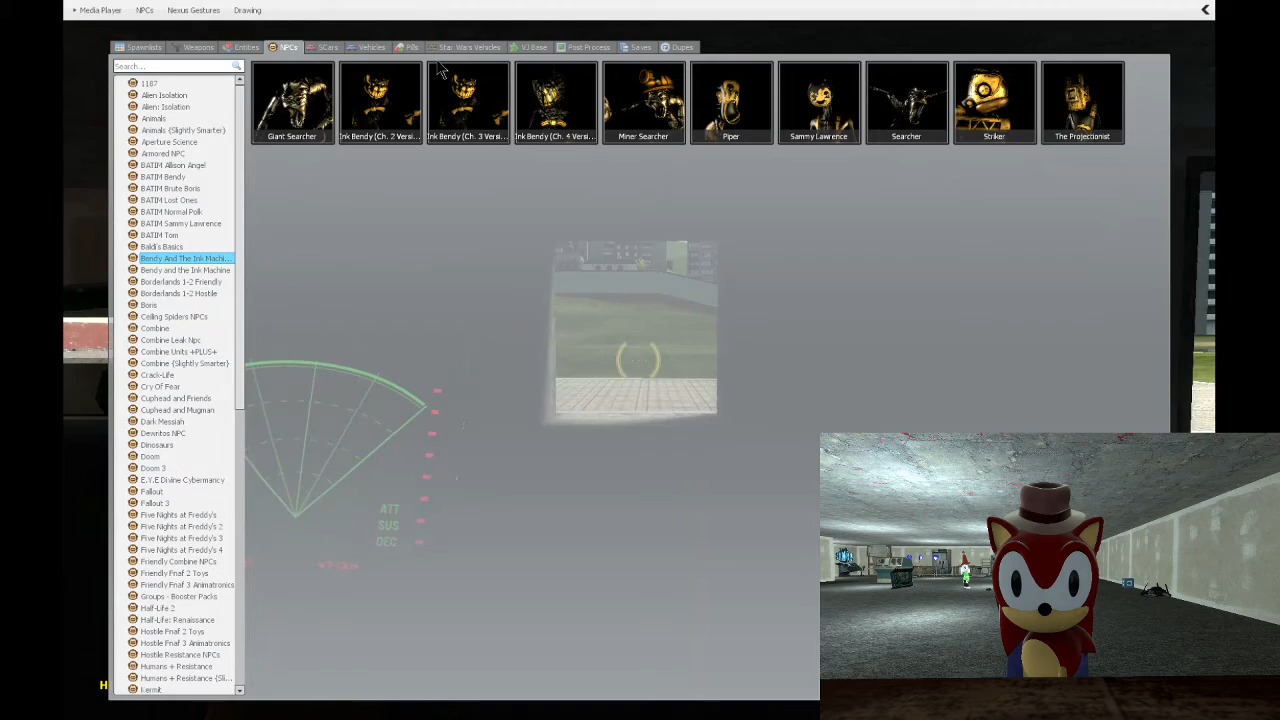 Media Player NPCs Nexus Gestures Drawing
Spawnlists Weapons Entities NPCs SCars Vehicles Pills Star Wars Vehicles VJ Base Post Process Saves Dupes
Search...
Giant Searcher
Ink Bendy (Ch. 2 Versi...
Ink Bendy (Ch. 3 Versi...
Ink Bendy (Ch. 4 Versi...
Miner Searcher
Piper
Sammy Lawrence
Searcher
Striker
The Projectionist
1187
Alien Isolation
Alien: Isolation
Animals
Animals {Slightly Smarter}
Aperture Science
Armored NPC
BATIM Allison Angel
BATIM Bendy
BATIM Brute Boris
BATIM Lost Ones
BATIM Normal Polk
BATIM Sammy Lawrence
BATIM Tom
Baldi's Basics
Bendy And The Ink Machi...
Bendy and the Ink Machine
Borderlands 1-2 Friendly
Borderlands 1-2 Hostile
Boris
Ceiling Spiders NPCs
Combine
Combine Leak Npc
Combine Units +PLUS+
Combine {Slightly Smarter}
Crack-Life
Cry Of Fear
Cuphead and Friends
Cuphead and Mugman
Dark Messiah
Dewritos NPC
Dinosaurs
Doom
Doom 3
E.Y.E Divine Cybermancy
Fallout
Fallout 3
Five Nights at Freddy's
Five Nights at Freddy's 2
Five Nights at Freddy's 3
Five Nights at Freddy's 4
Friendly Combine NPCs
Friendly Fnaf 2 Toys
Friendly Fnaf 3 Animatronics
Groups - Booster Packs
Half-Life 2
Half-Life: Renaissance
Hostile Fnaf 2 Toys
Hostile Fnaf 3 Animatronics
Hostile Resistance NPCs
Humans + Resistance
Humans + Resistance {Sli...
Kermit
ATT
SUS
DEC
H